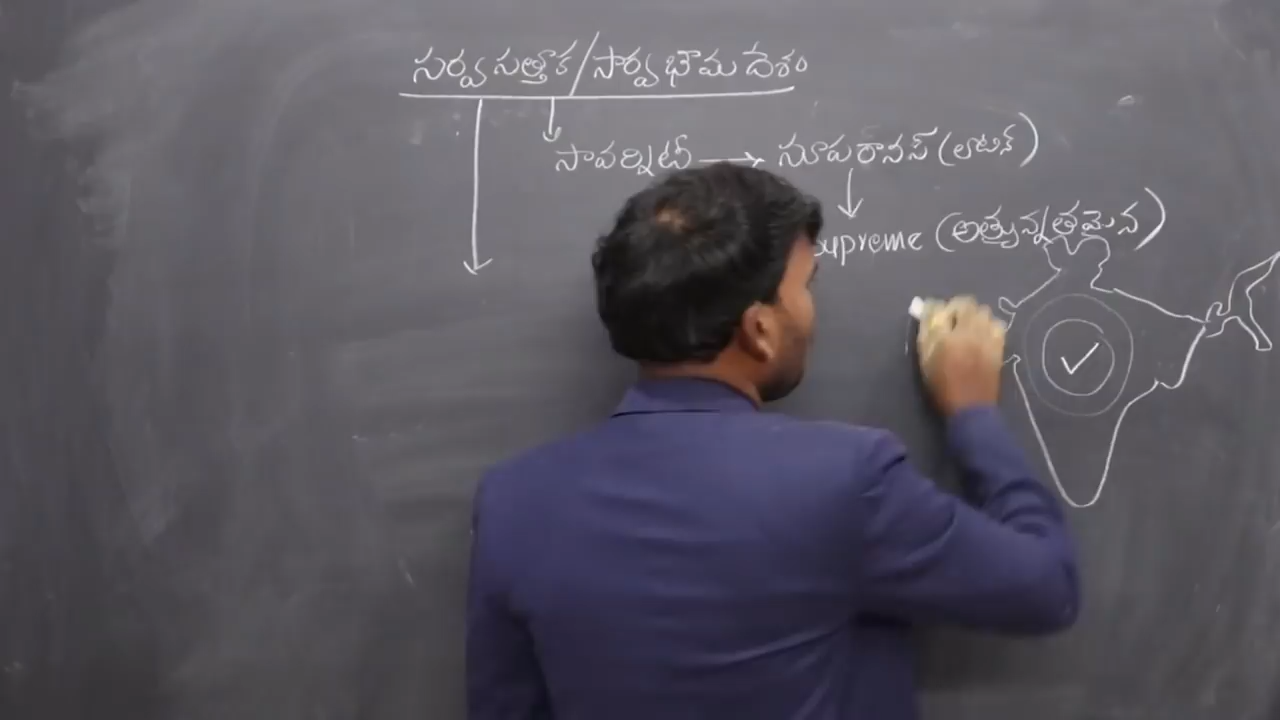 సర్వసత్తాక/సార్వభౌమ దేశం
సావర్నిటీ → సూపరానస్ (లాటిన్)
Supreme (అత్యున్నతమైన)